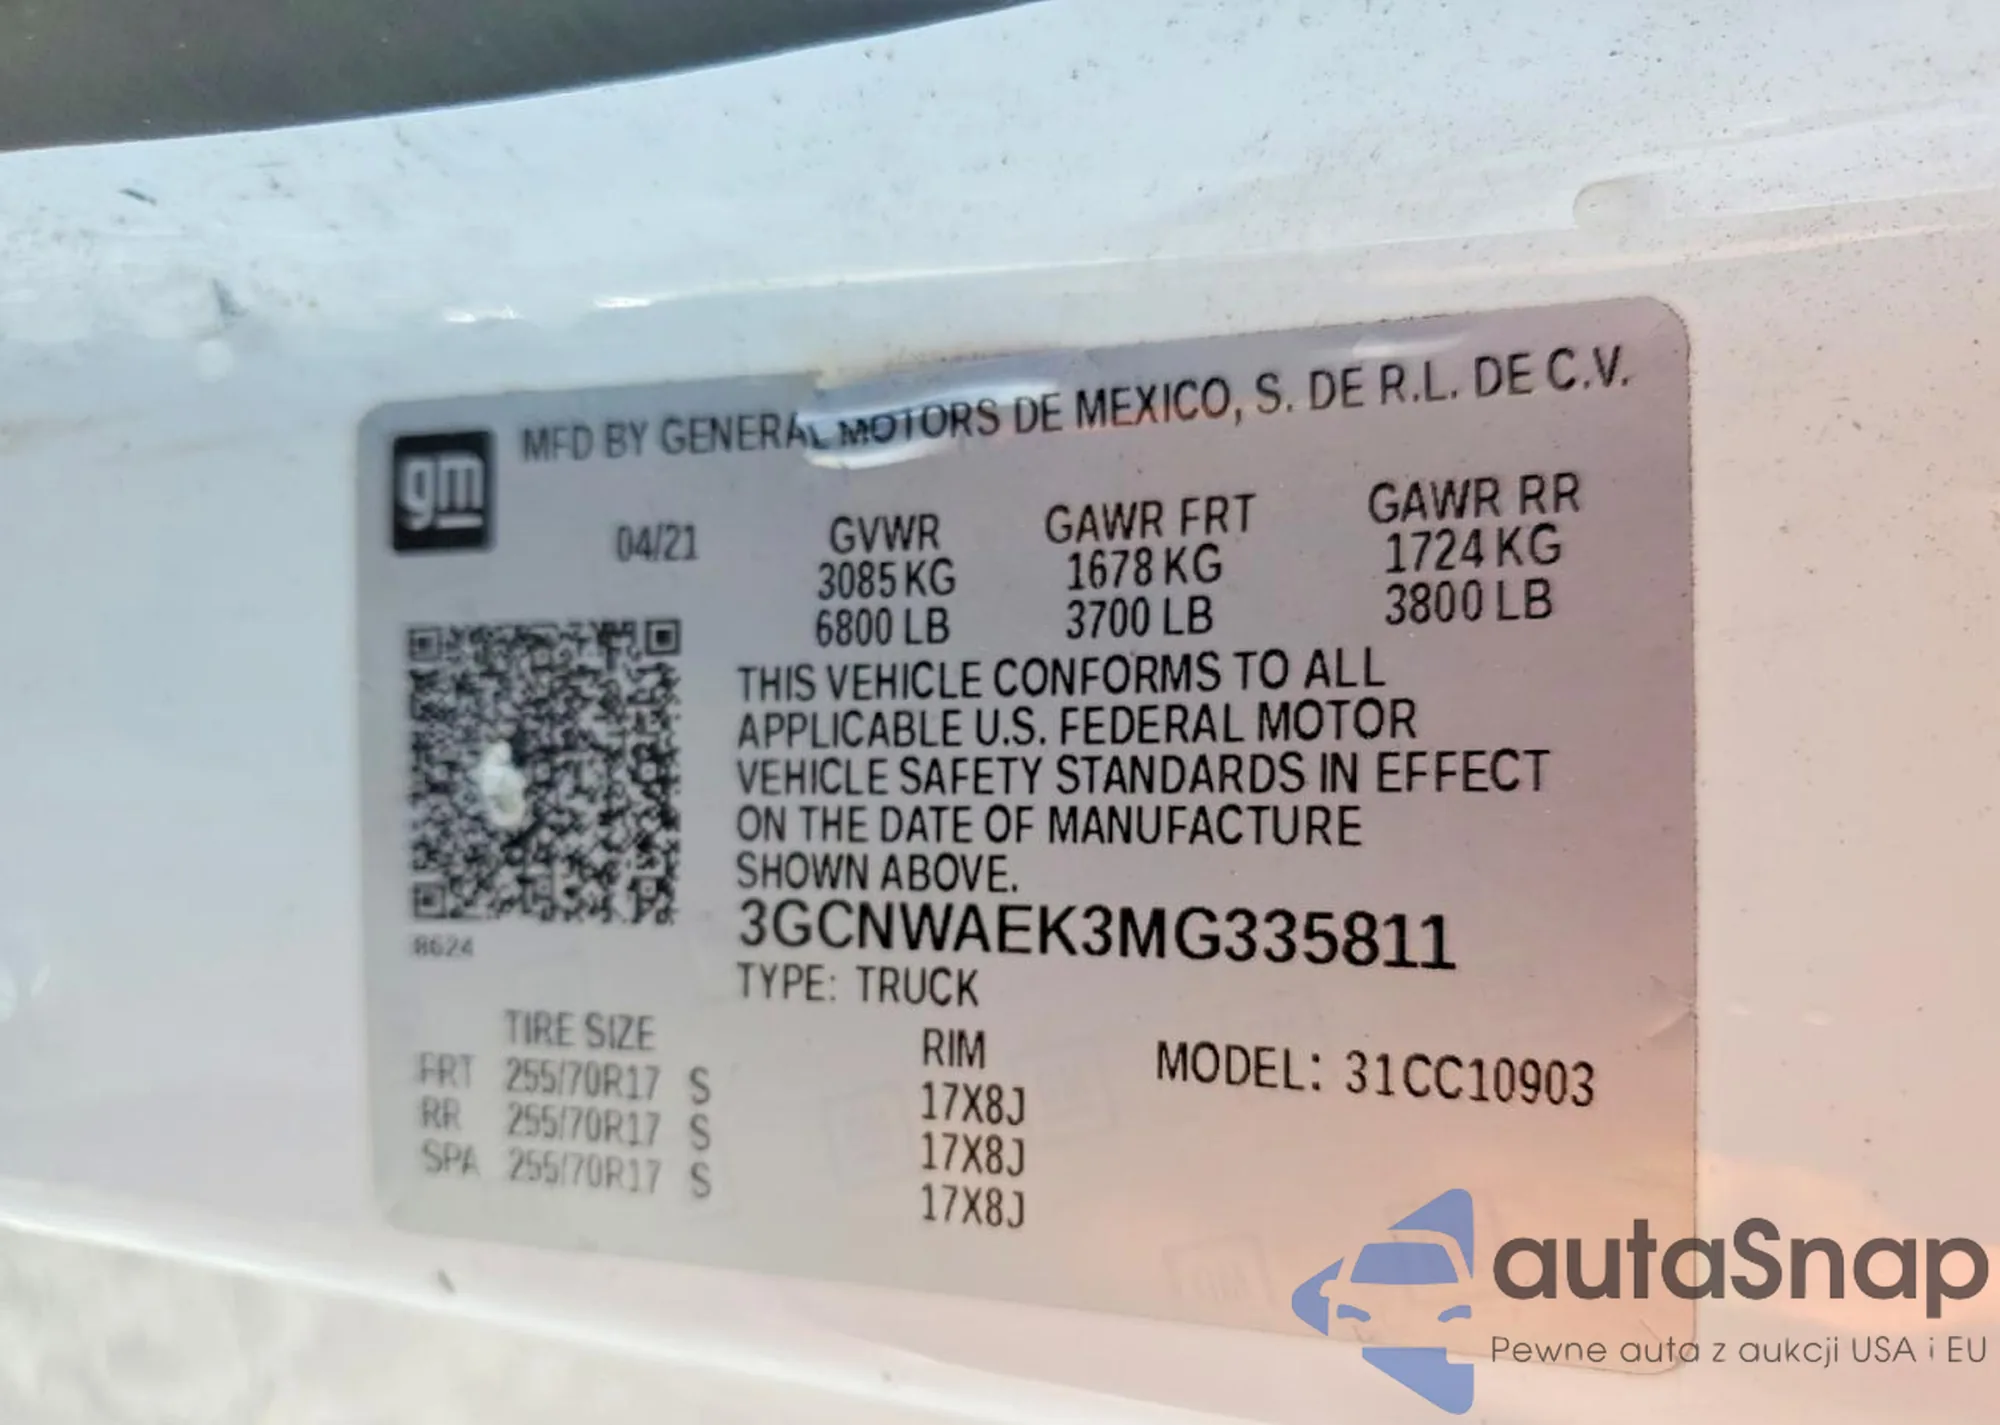 MFD BY GENERAL MOTORS DE MEXICO, S. DE R.L. DE C.V.
gm
04/21
GVWR GAWR FRT GAWR RR
3085 KG 1678 KG 1724 KG
6800 LB 3700 LB 3800 LB
THIS VEHICLE CONFORMS TO ALL
APPLICABLE U.S. FEDERAL MOTOR
VEHICLE SAFETY STANDARDS IN EFFECT
ON THE DATE OF MANUFACTURE
SHOWN ABOVE.
3GCNWAEK3MG335811
8624
TYPE: TRUCK
TIRE SIZE RIM MODEL: 31CC10903
FRT 255/70R17 S 17X8J
RR 255/70R17 S 17X8J
SPA 255/70R17 S 17X8J
autaSnap
Pewne auta z aukcji USA i EU